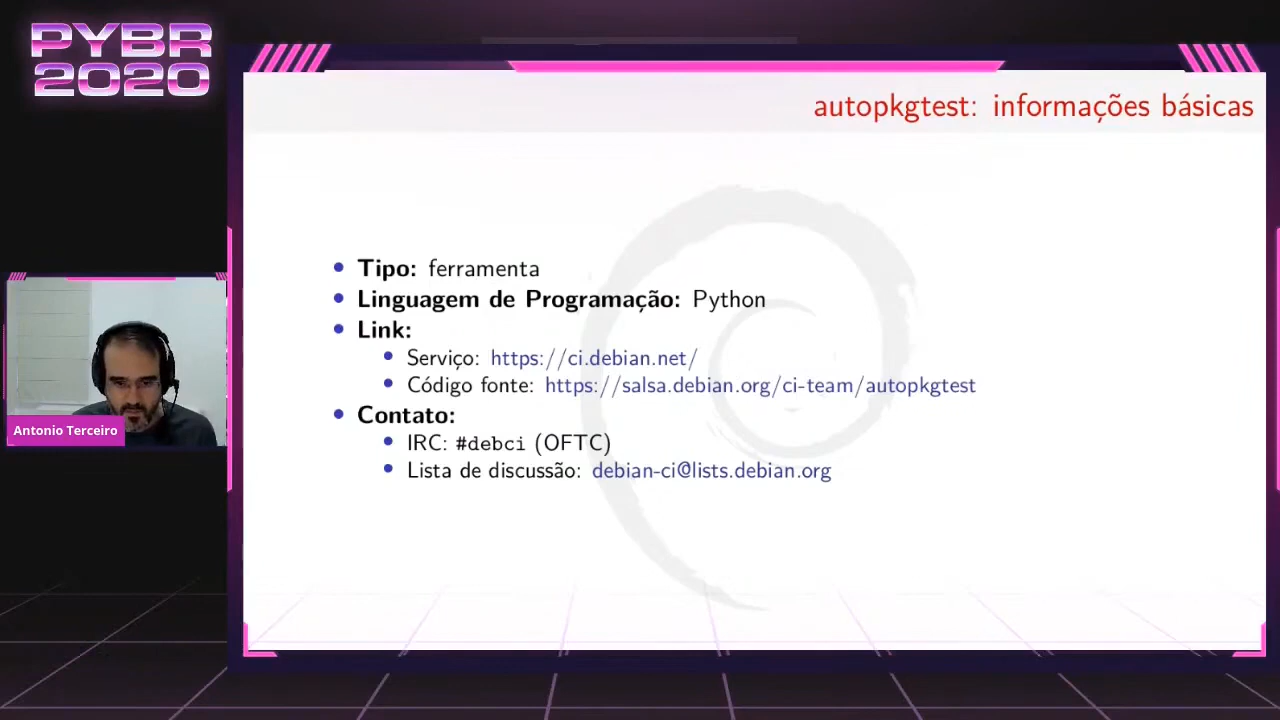 PYBR
2020
autopkgtest: informações básicas
Tipo: ferramenta
Linguagem de Programação: Python
Link:
Serviço: https://ci.debian.net/
Código fonte: https://salsa.debian.org/ci-team/autopkgtest
Contato:
IRC: #debci (OFTC)
Lista de discussão: debian-ci@lists.debian.org
Antonio Terceiro